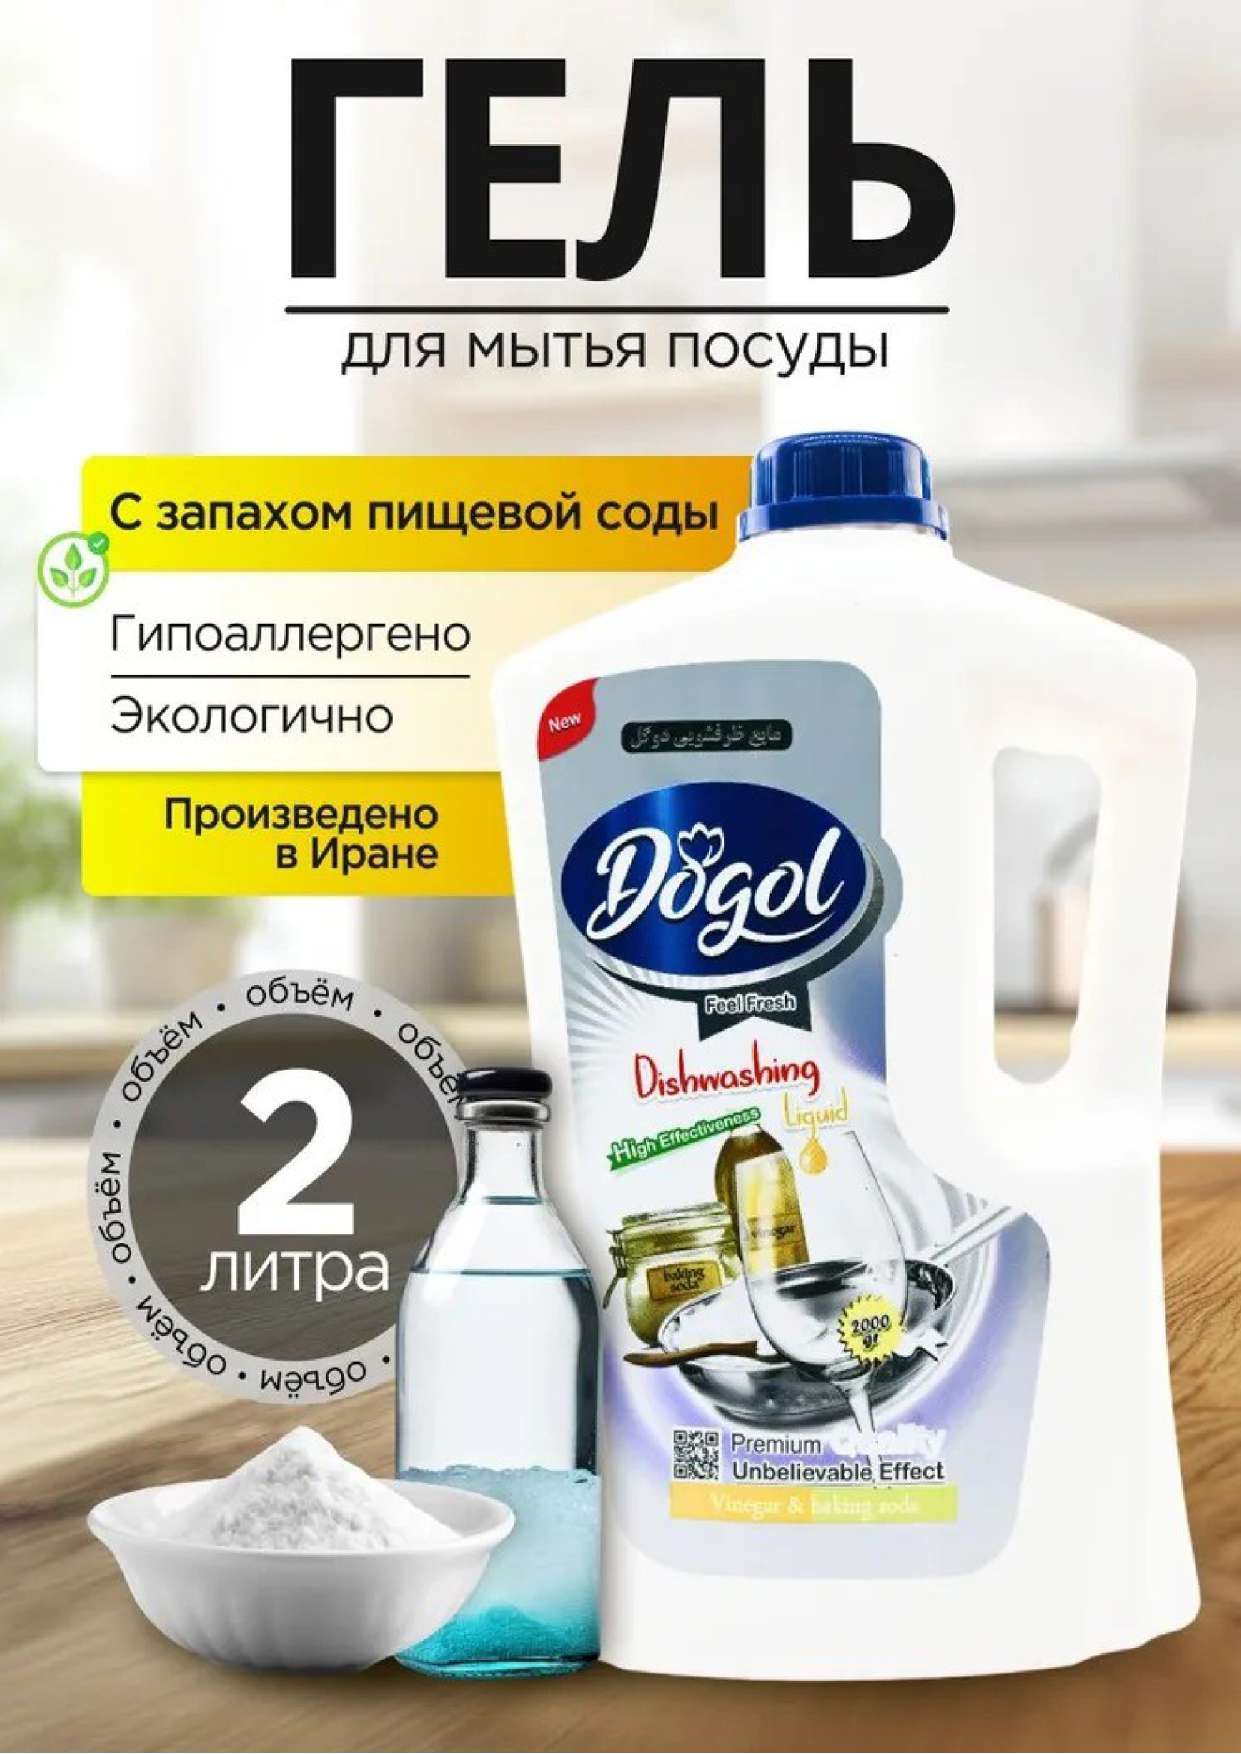 ГЕЛЬ
для мытья посуды
С запахом пищевой соды
Гипоаллергено
Экологично
Произведено
в Иране
объём • объём • объём • объём • объём • объём
2
литра
New
مایع ظرفشویی دوگل
Dogol
Feel Fresh
Dishwashing
Liquid
High Effectiveness
vinegar
baking
soda
2000
gr
Premium Quality
Unbelievable Effect
Vinegar & baking soda